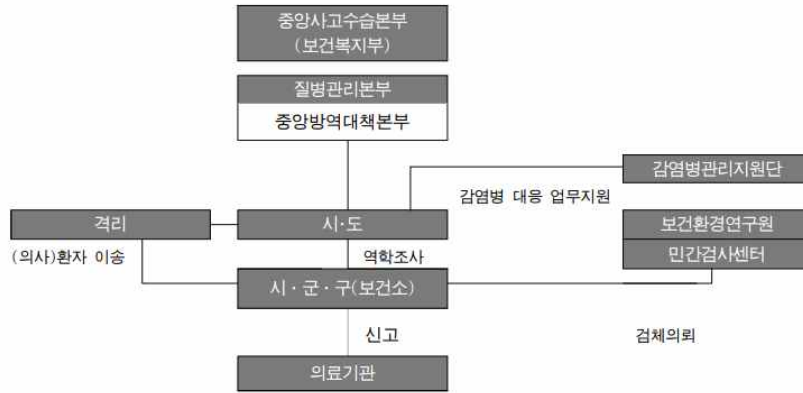 중앙사고수습본부
(보건복지부)
질병관리본부
중앙방역대책본부
감염병관리지원단
감염병 대응 업무지원
격리
시·도
보건환경연구원
(의사)환자 이송
역학조사
민간검사센터
시·군·구(보건소)
신고
검체의뢰
의료기관